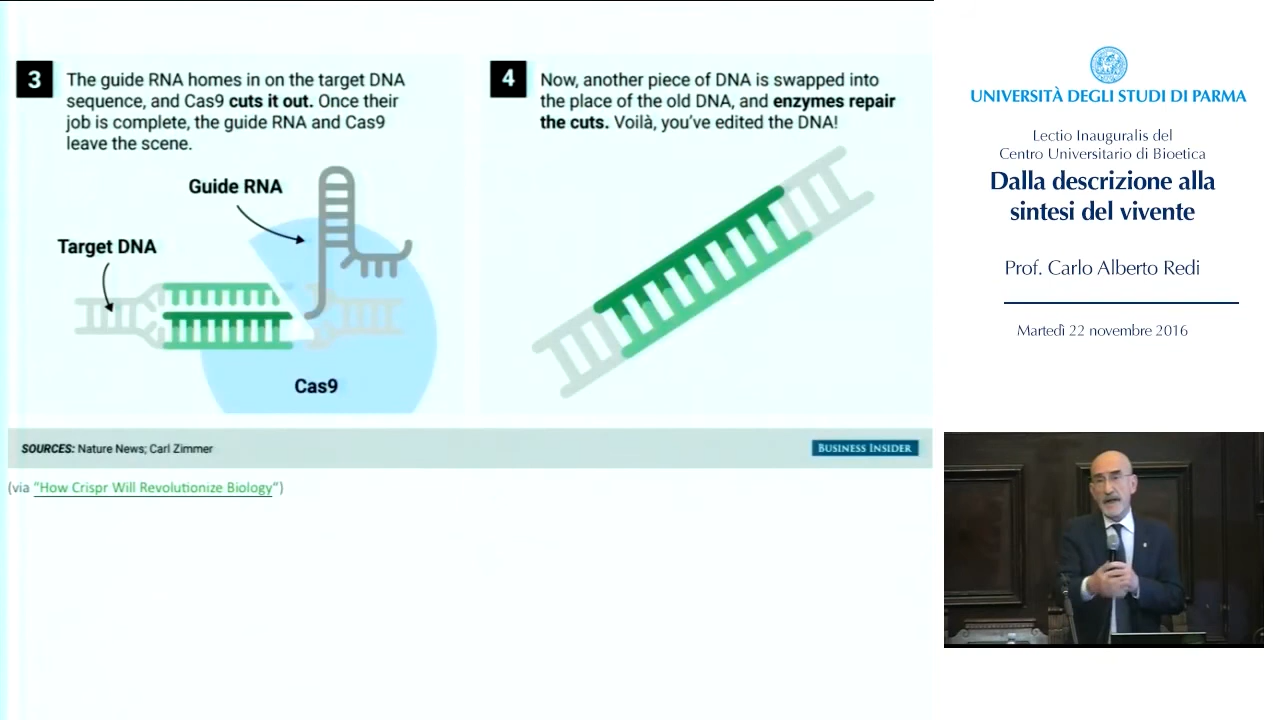 3
The guide RNA homes in on the target DNA
sequence, and Cas9 cuts it out. Once their
job is complete, the guide RNA and Cas9
leave the scene.
Guide RNA
Target DNA
Cas9
4
Now, another piece of DNA is swapped into
the place of the old DNA, and enzymes repair
the cuts. Voilà, you've edited the DNA!
SOURCES: Nature News; Carl Zimmer
BUSINESS INSIDER
(via "How Crispr Will Revolutionize Biology")
UNIVERSITÀ DEGLI STUDI DI PARMA
Lectio Inauguralis del
Centro Universitario di Bioetica
Dalla descrizione alla
sintesi del vivente
Prof. Carlo Alberto Redi
Martedì 22 novembre 2016